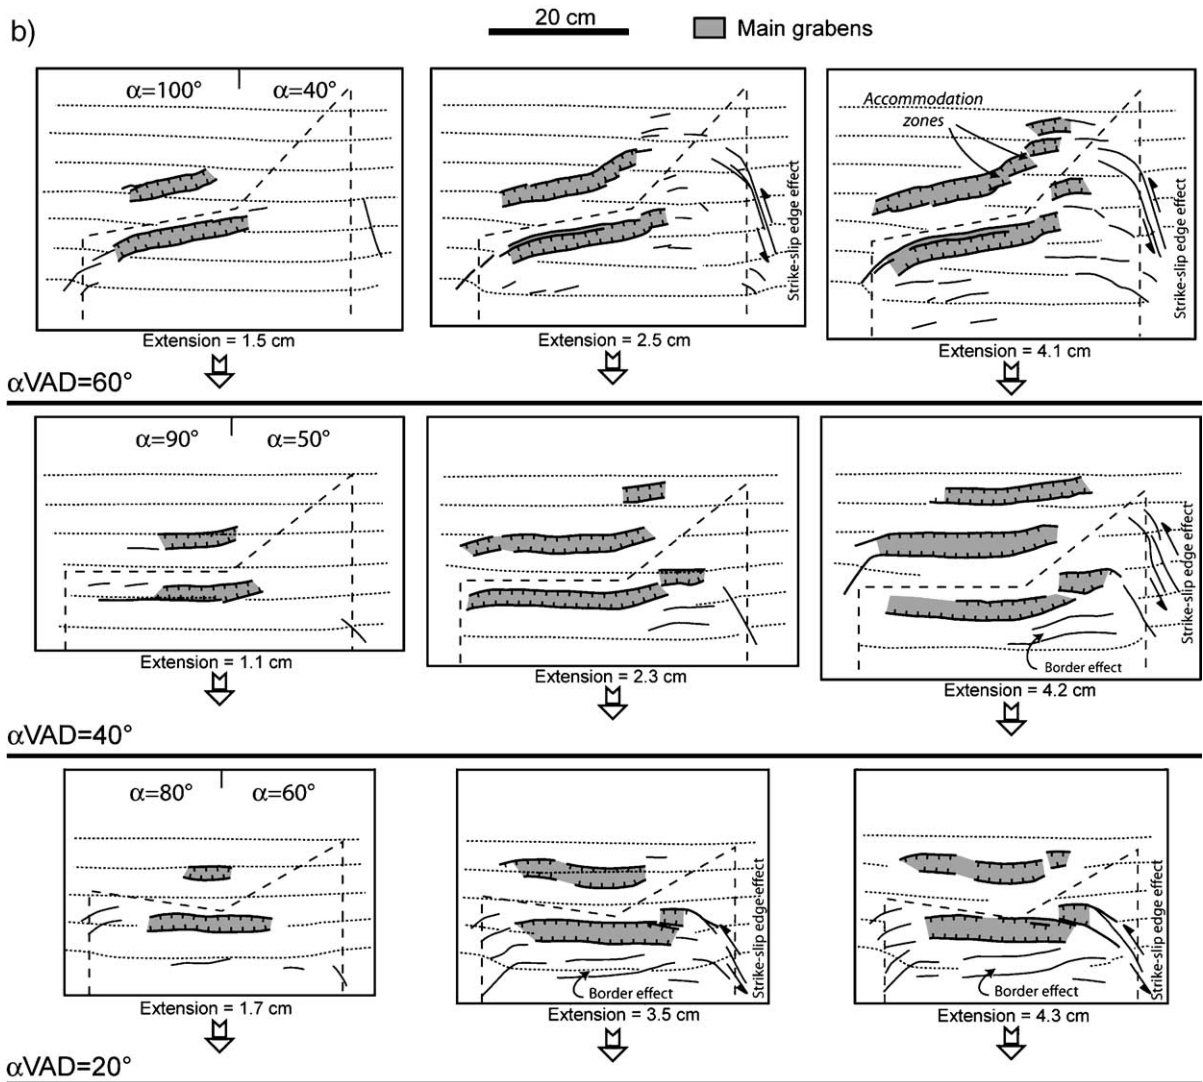 b)
20 cm
Main grabens
α=100°
α=40°
Accommodation
zones
Strike-slip edge effect
Strike-slip edge effect
Extension = 1.5 cm
Extension = 2.5 cm
Extension = 4.1 cm
αVAD=60°
α=90°
α=50°
Strike-slip edge effect
Border effect
Extension = 1.1 cm
Extension = 2.3 cm
Extension = 4.2 cm
αVAD=40°
α=80°
α=60°
Strike-slip edge effect
Strike-slip edge effect
Border effect
Border effect
Extension = 1.7 cm
Extension = 3.5 cm
Extension = 4.3 cm
αVAD=20°